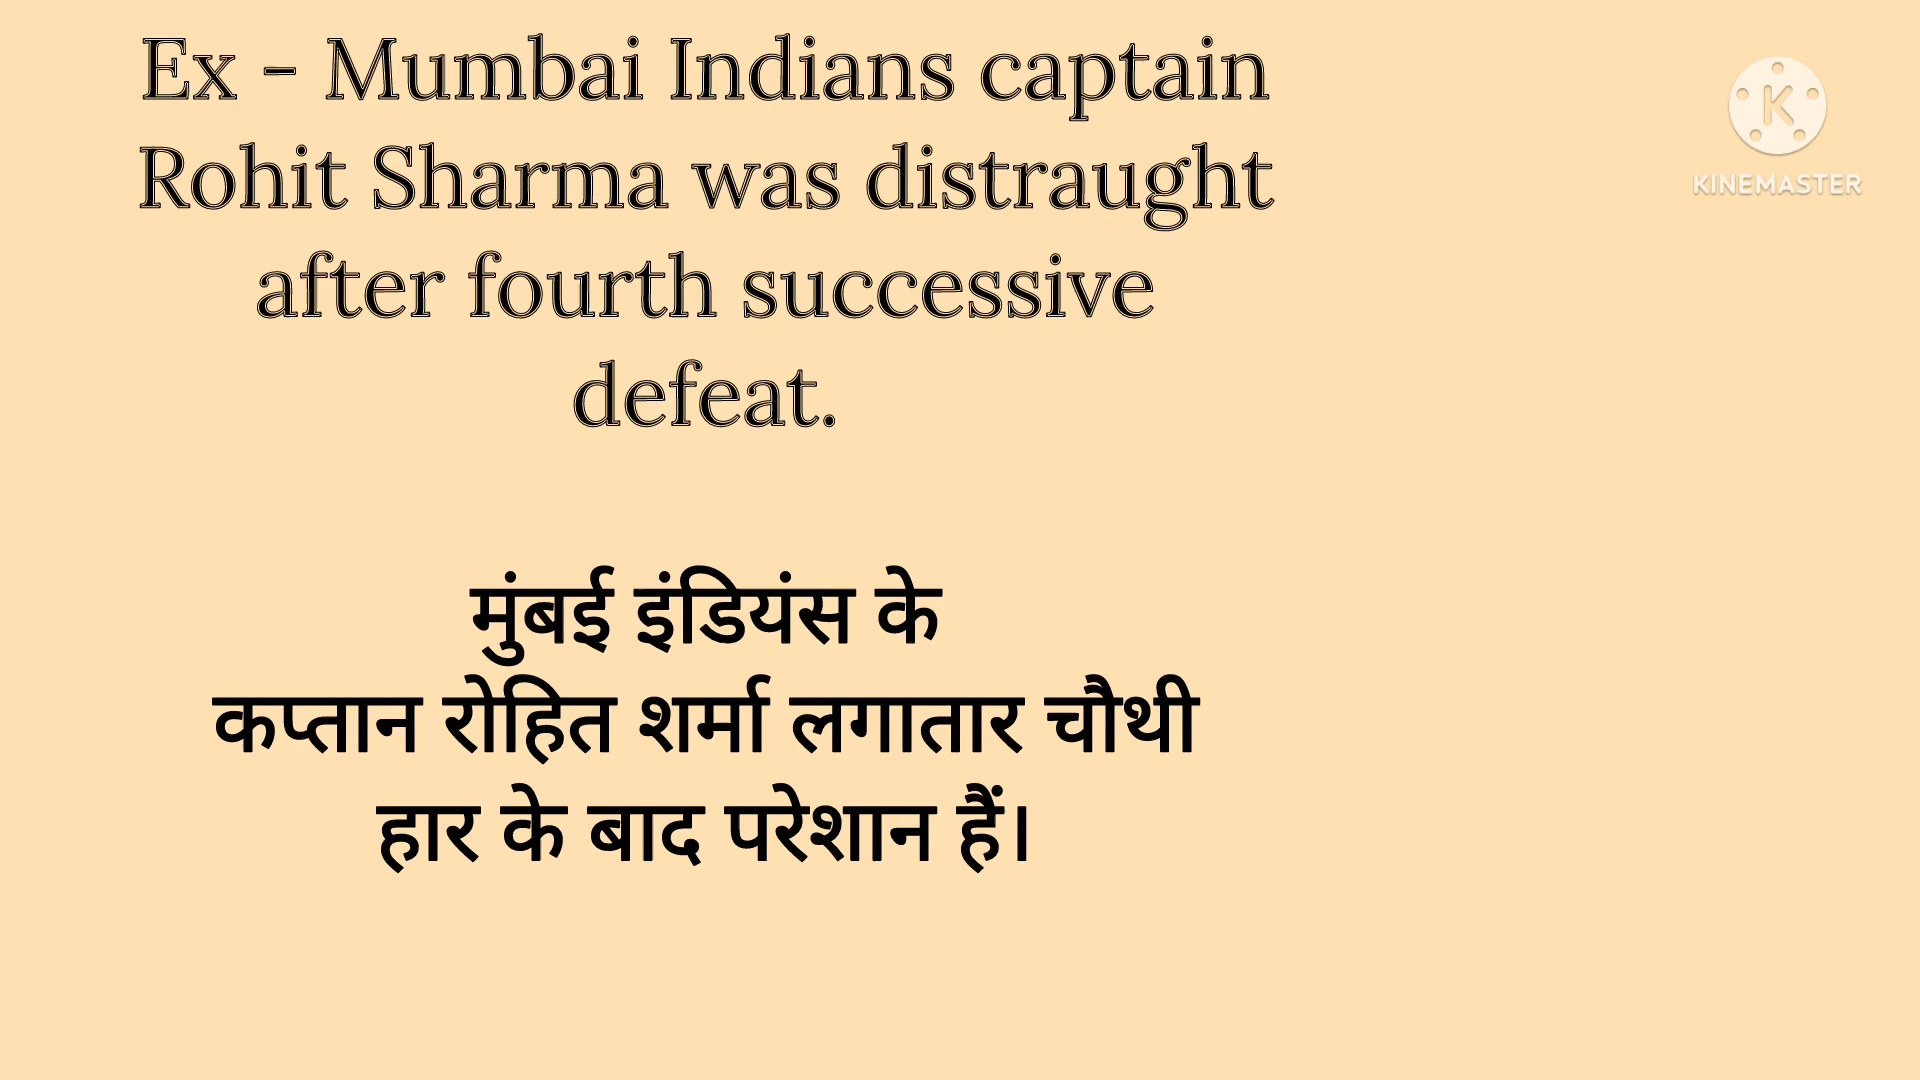 Ex - Mumbai Indians captain
Rohit Sharma was distraught
after fourth successive
defeat.
मुंबई इंडियंस के
कप्तान रोहित शर्मा लगातार चौथी
हार के बाद परेशान हैं।
K
KINEMASTER